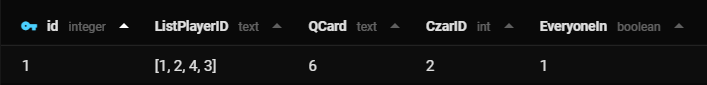 id integer ListPlayerID text QCard text CzarID int EveryoneIn boolean
1 [1, 2, 4, 3] 6 2 1